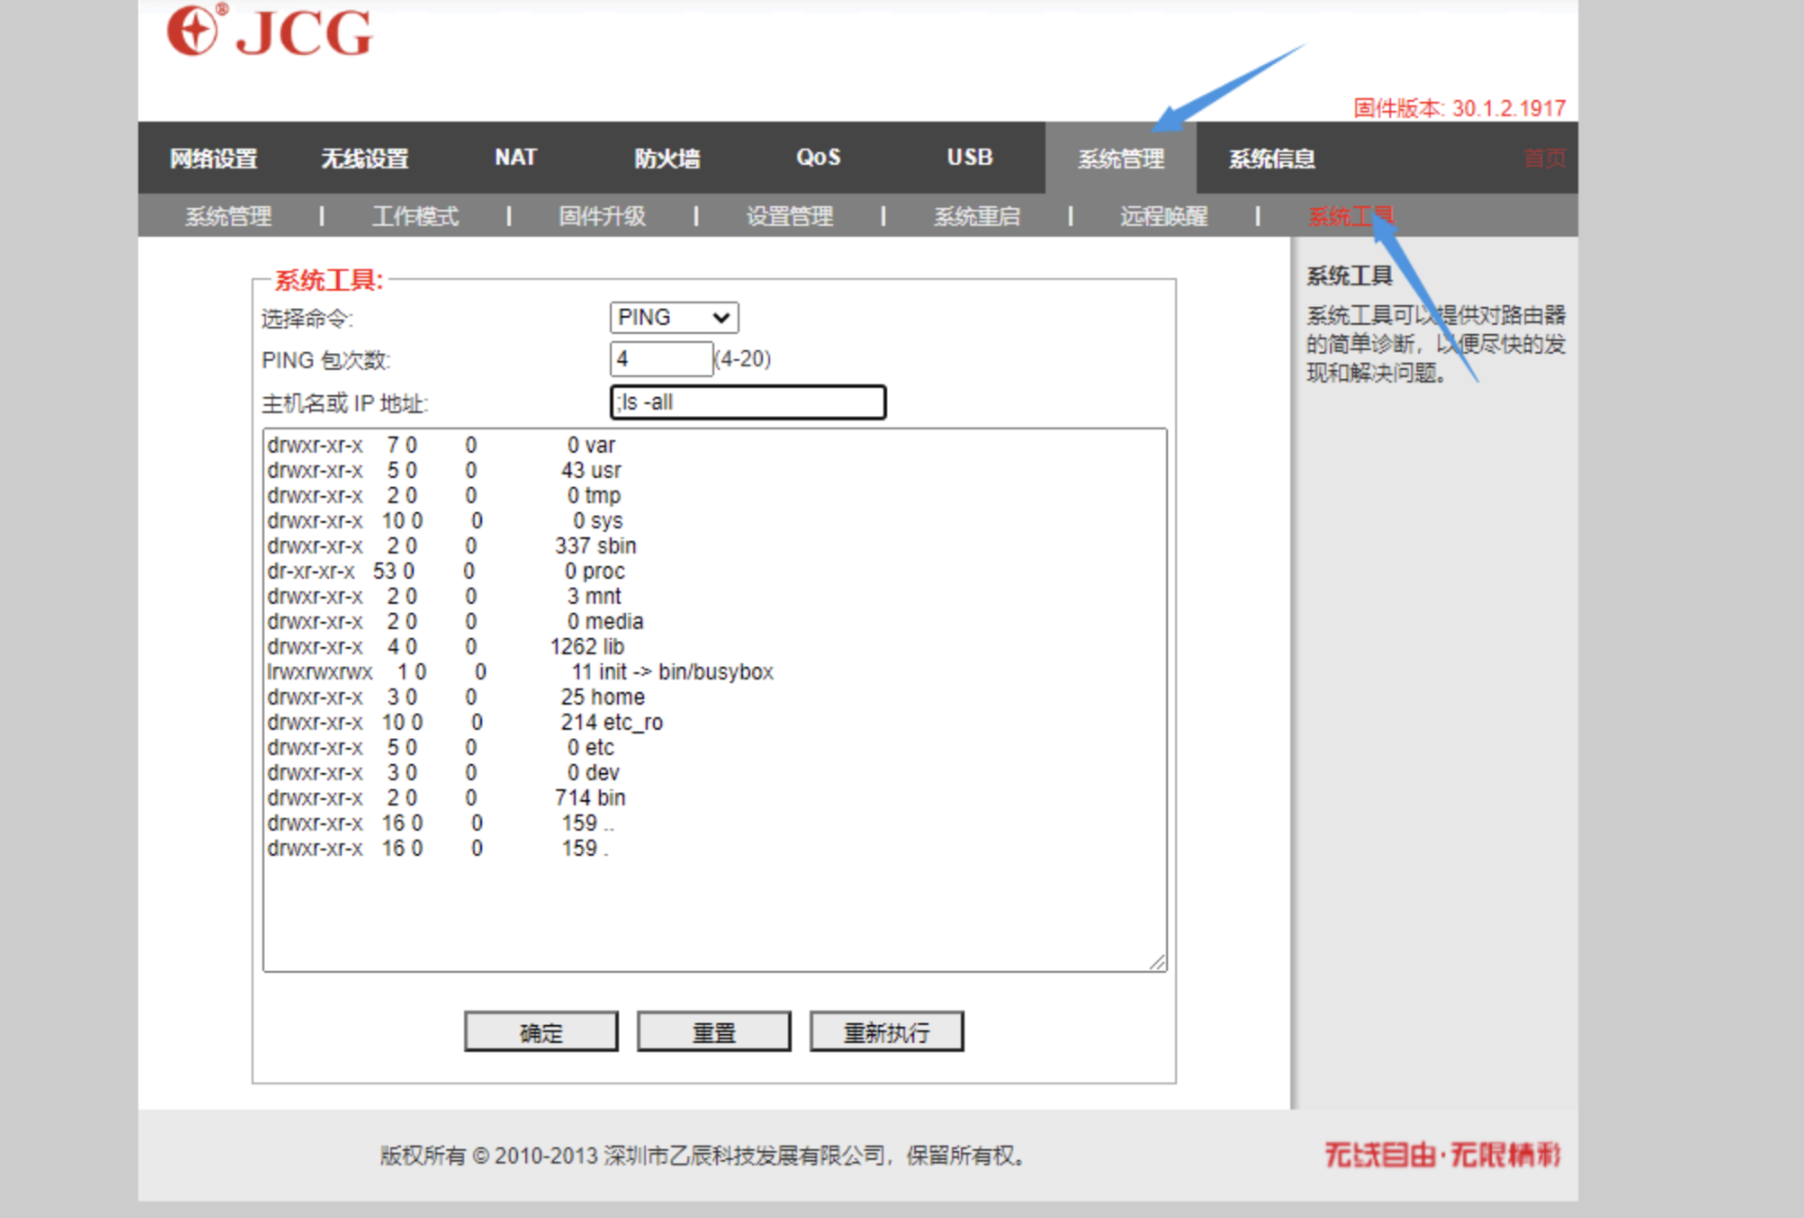 JCG®
固件版本: 30.1.2.1917
网络设置 无线设置 NAT 防火墙 QoS USB 系统管理 系统信息 首页
系统管理 | 工作模式 | 固件升级 | 设置管理 | 系统重启 | 远程唤醒 | 系统工具
系统工具:
选择命令: PING
PING 包次数: 4 (4-20)
主机名或 IP 地址: ;ls -all
drwxr-xr-x 7 0 0 0 var
drwxr-xr-x 5 0 0 43 usr
drwxr-xr-x 2 0 0 0 tmp
drwxr-xr-x 10 0 0 0 sys
drwxr-xr-x 2 0 0 337 sbin
dr-xr-xr-x 53 0 0 0 proc
drwxr-xr-x 2 0 0 3 mnt
drwxr-xr-x 2 0 0 0 media
drwxr-xr-x 4 0 0 1262 lib
lrwxrwxrwx 1 0 0 11 init -> bin/busybox
drwxr-xr-x 3 0 0 25 home
drwxr-xr-x 10 0 0 214 etc_ro
drwxr-xr-x 5 0 0 0 etc
drwxr-xr-x 3 0 0 0 dev
drwxr-xr-x 2 0 0 714 bin
drwxr-xr-x 16 0 0 159 ..
drwxr-xr-x 16 0 0 159 .
确定 重置 重新执行
系统工具
系统工具可以提供对路由器
的简单诊断，以便尽快的发
现和解决问题。
版权所有 © 2010-2013 深圳市乙辰科技发展有限公司，保留所有权。
无线自由·无限精彩